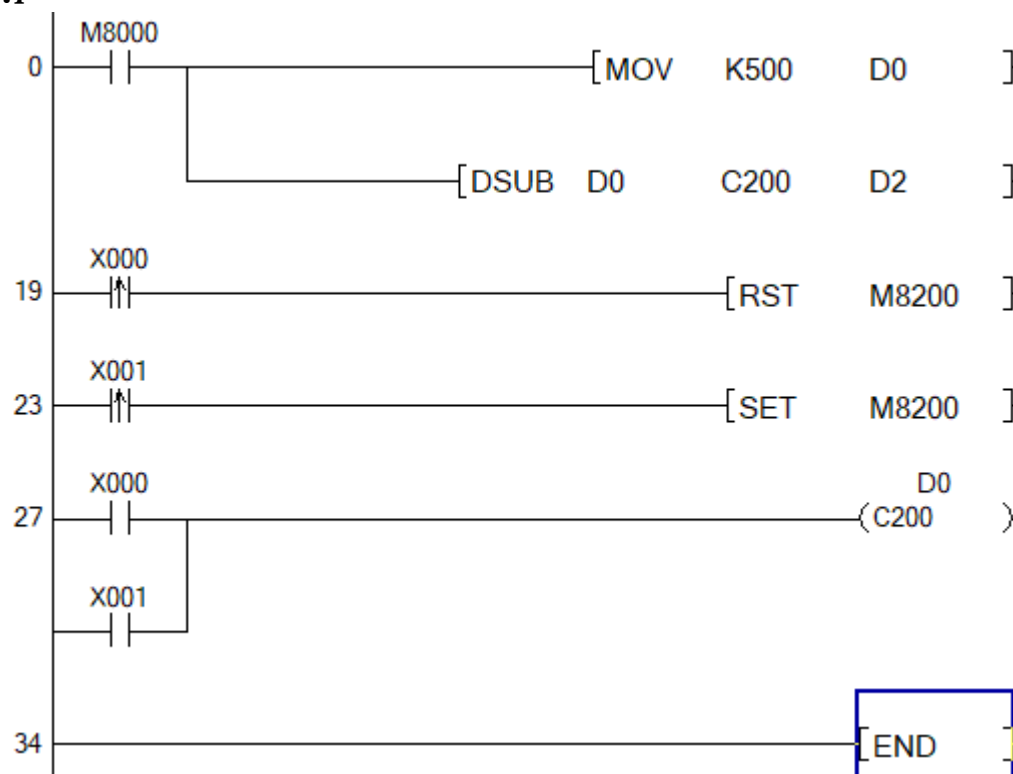 M8000
0 MOV K500 D0
DSUB D0 C200 D2
X000
19 RST M8200
X001
23 SET M8200
X000 D0
27 C200
X001
34 END